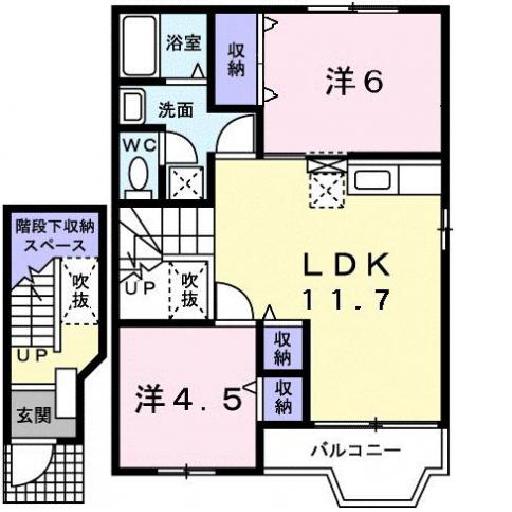 浴室
収納
洋6
洗面
WC
LDK
11.7
階段下収納
スペース
吹抜
UP
玄関
UP
吹抜
収納
収納
洋4.5
バルコニー